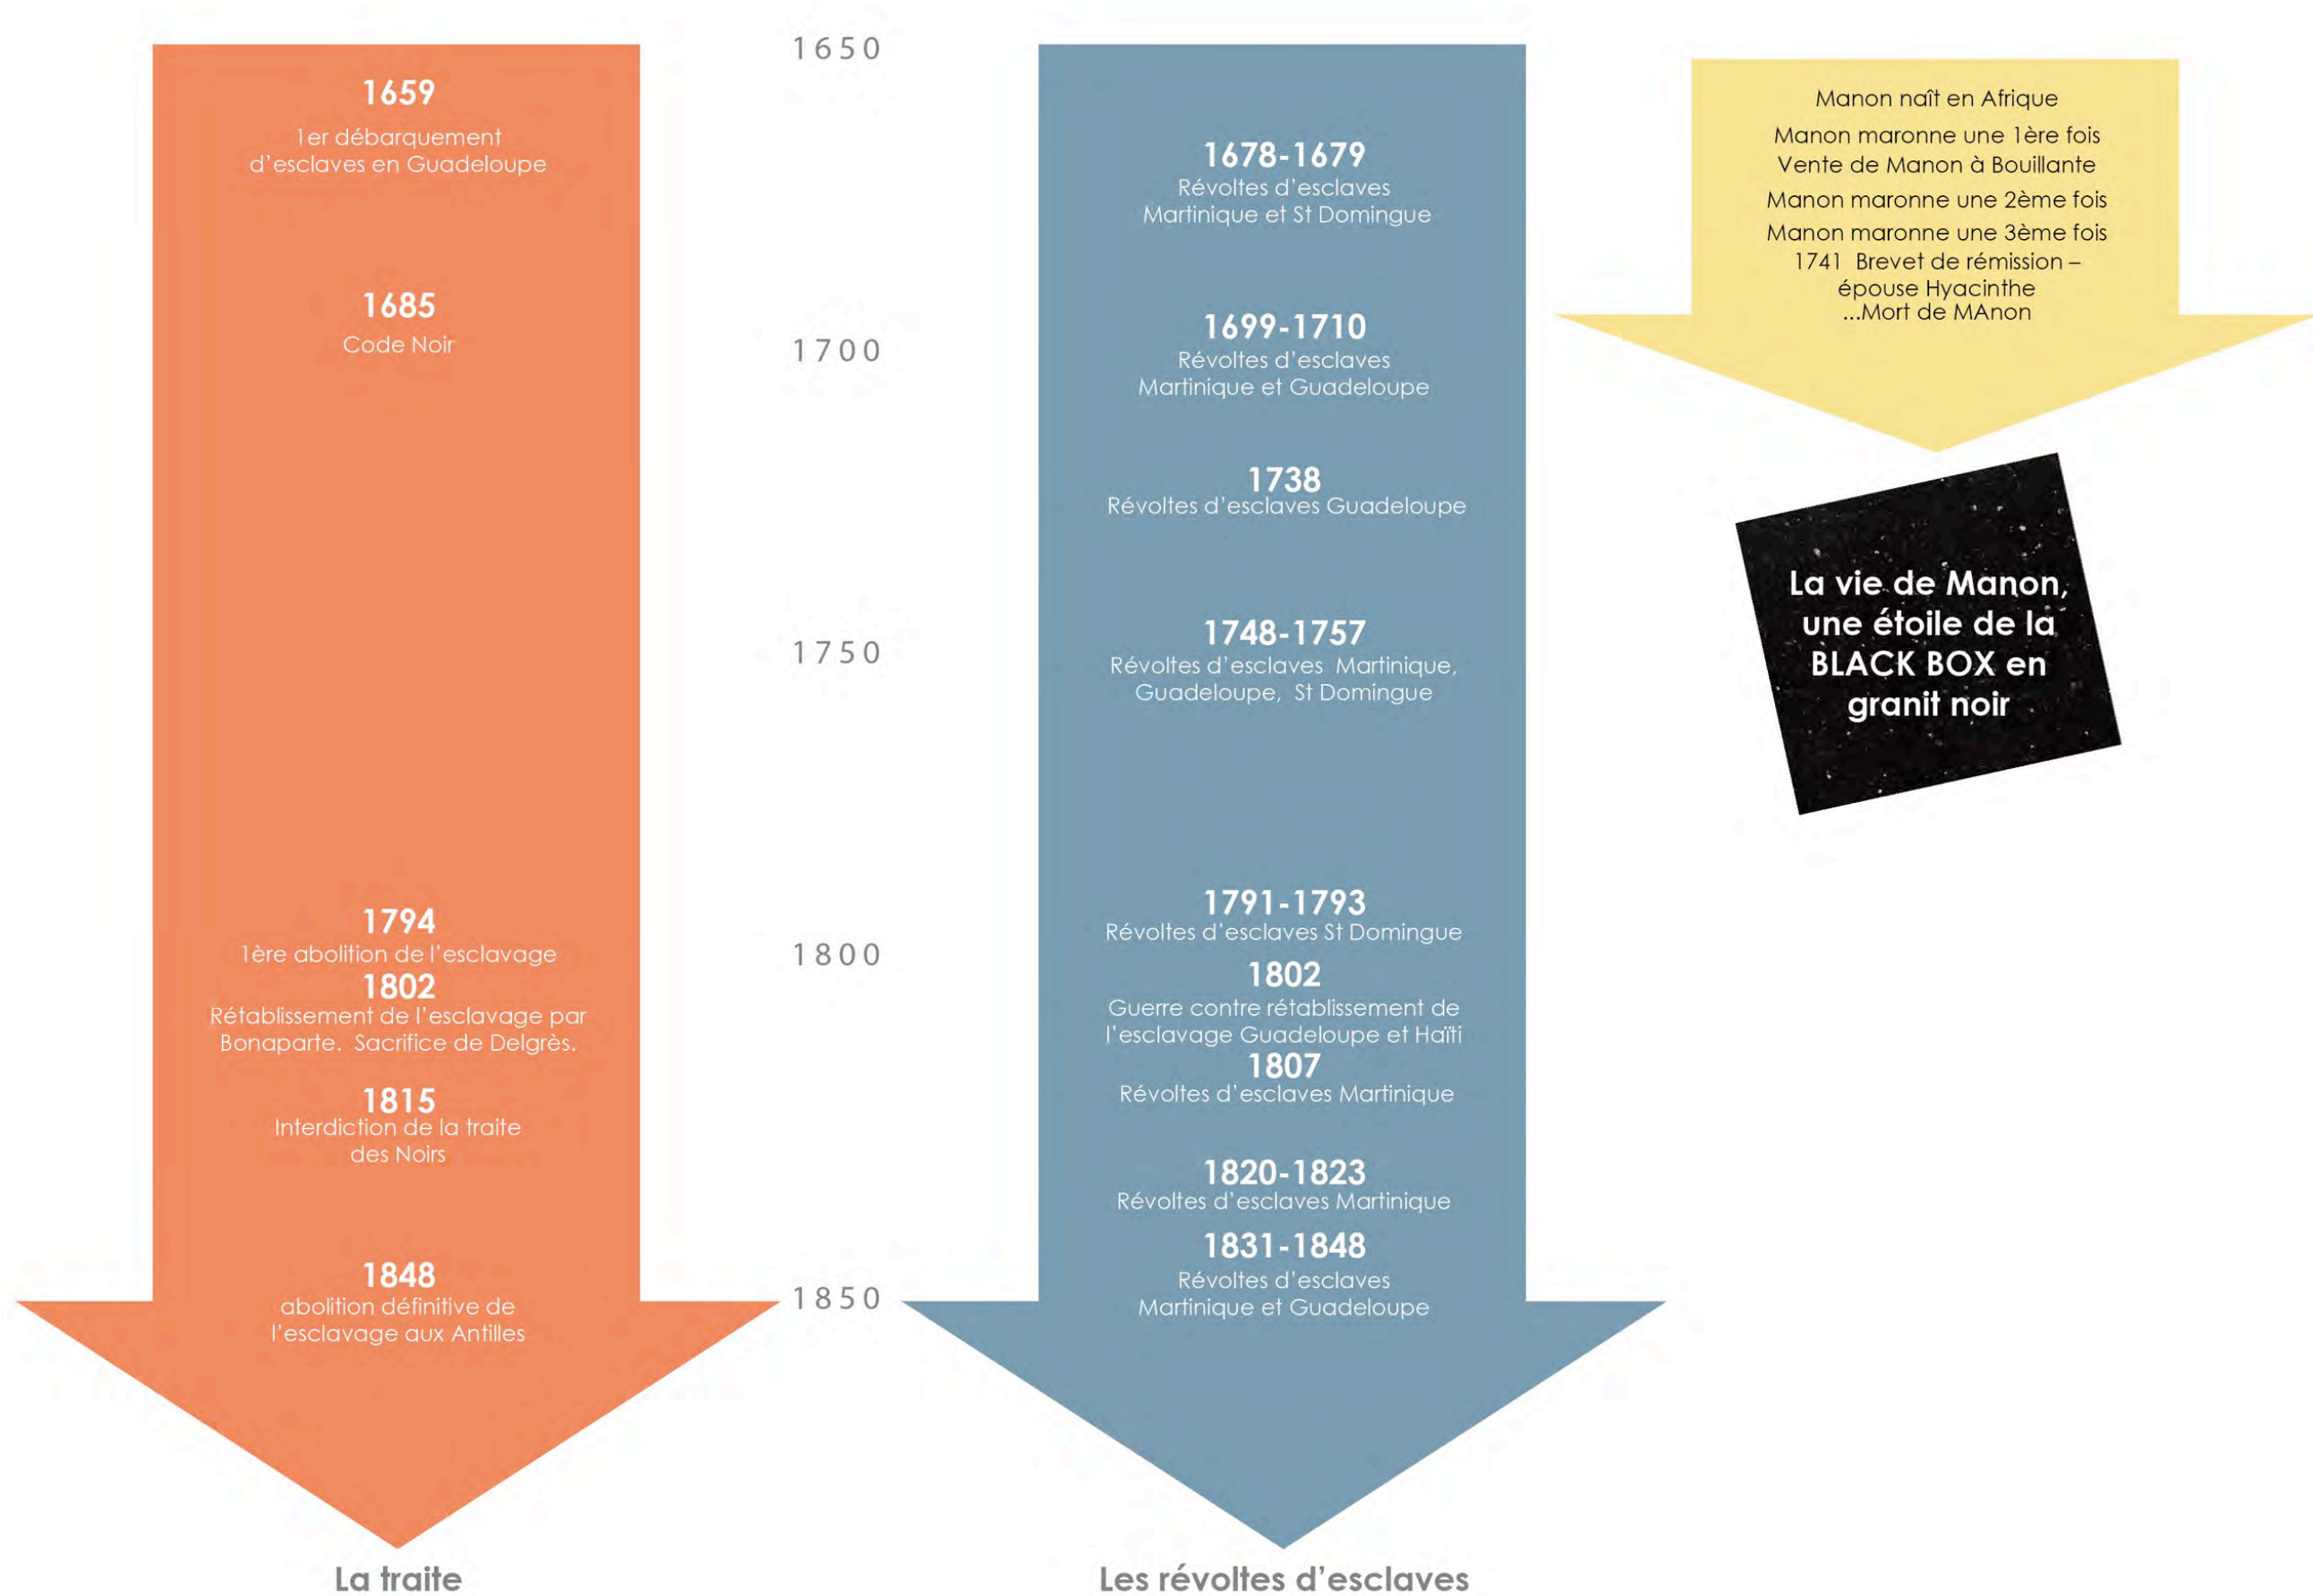 1659
1er débarquement
d'esclaves en Guadeloupe
1685
Code Noir
1794
1ère abolition de l'esclavage
1802
Rétablissement de l'esclavage par
Bonaparte.  Sacrifice de Delgrès.
1815
Interdiction de la traite
des Noirs
1848
abolition définitive de
l'esclavage aux Antilles
La traite
1650
1700
1750
1800
1850
1678-1679
Révoltes d'esclaves
Martinique et St Domingue
1699-1710
Révoltes d'esclaves
Martinique et Guadeloupe
1738
Révoltes d'esclaves Guadeloupe
1748-1757
Révoltes d'esclaves  Martinique,
Guadeloupe,  St Domingue
1791-1793
Révoltes d'esclaves St Domingue
1802
Guerre contre rétablissement de
l'esclavage Guadeloupe et Haïti
1807
Révoltes d'esclaves Martinique
1820-1823
Révoltes d'esclaves Martinique
1831-1848
Révoltes d'esclaves
Martinique et Guadeloupe
Les révoltes d'esclaves
Manon naît en Afrique
Manon maronne une 1ère fois
Vente de Manon à Bouillante
Manon maronne une 2ème fois
Manon maronne une 3ème fois
1741  Brevet de rémission –
épouse Hyacinthe
...Mort de MAnon
La vie de Manon,
une étoile de la
BLACK BOX en
granit noir